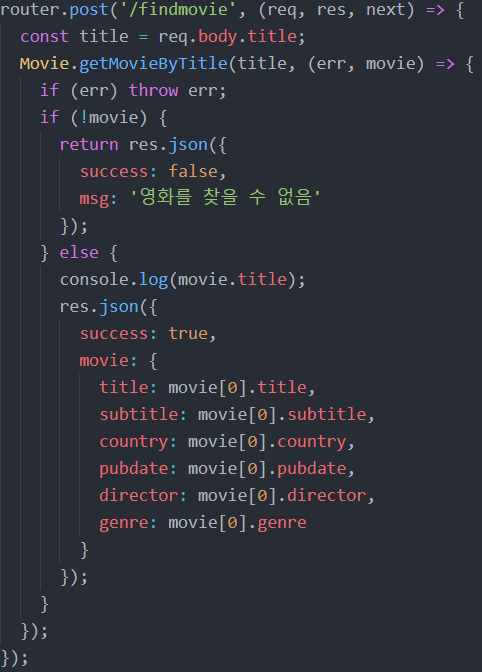 router.post('/findmovie', (req, res, next) => {
  const title = req.body.title;
  Movie.getMovieByTitle(title, (err, movie) => {
    if (err) throw err;
    if (!movie) {
      return res.json({
        success: false,
        msg: '영화를 찾을 수 없음'
      });
    } else {
      console.log(movie.title);
      res.json({
        success: true,
        movie: {
          title: movie[0].title,
          subtitle: movie[0].subtitle,
          country: movie[0].country,
          pubdate: movie[0].pubdate,
          director: movie[0].director,
          genre: movie[0].genre
        }
      });
    }
  });
});